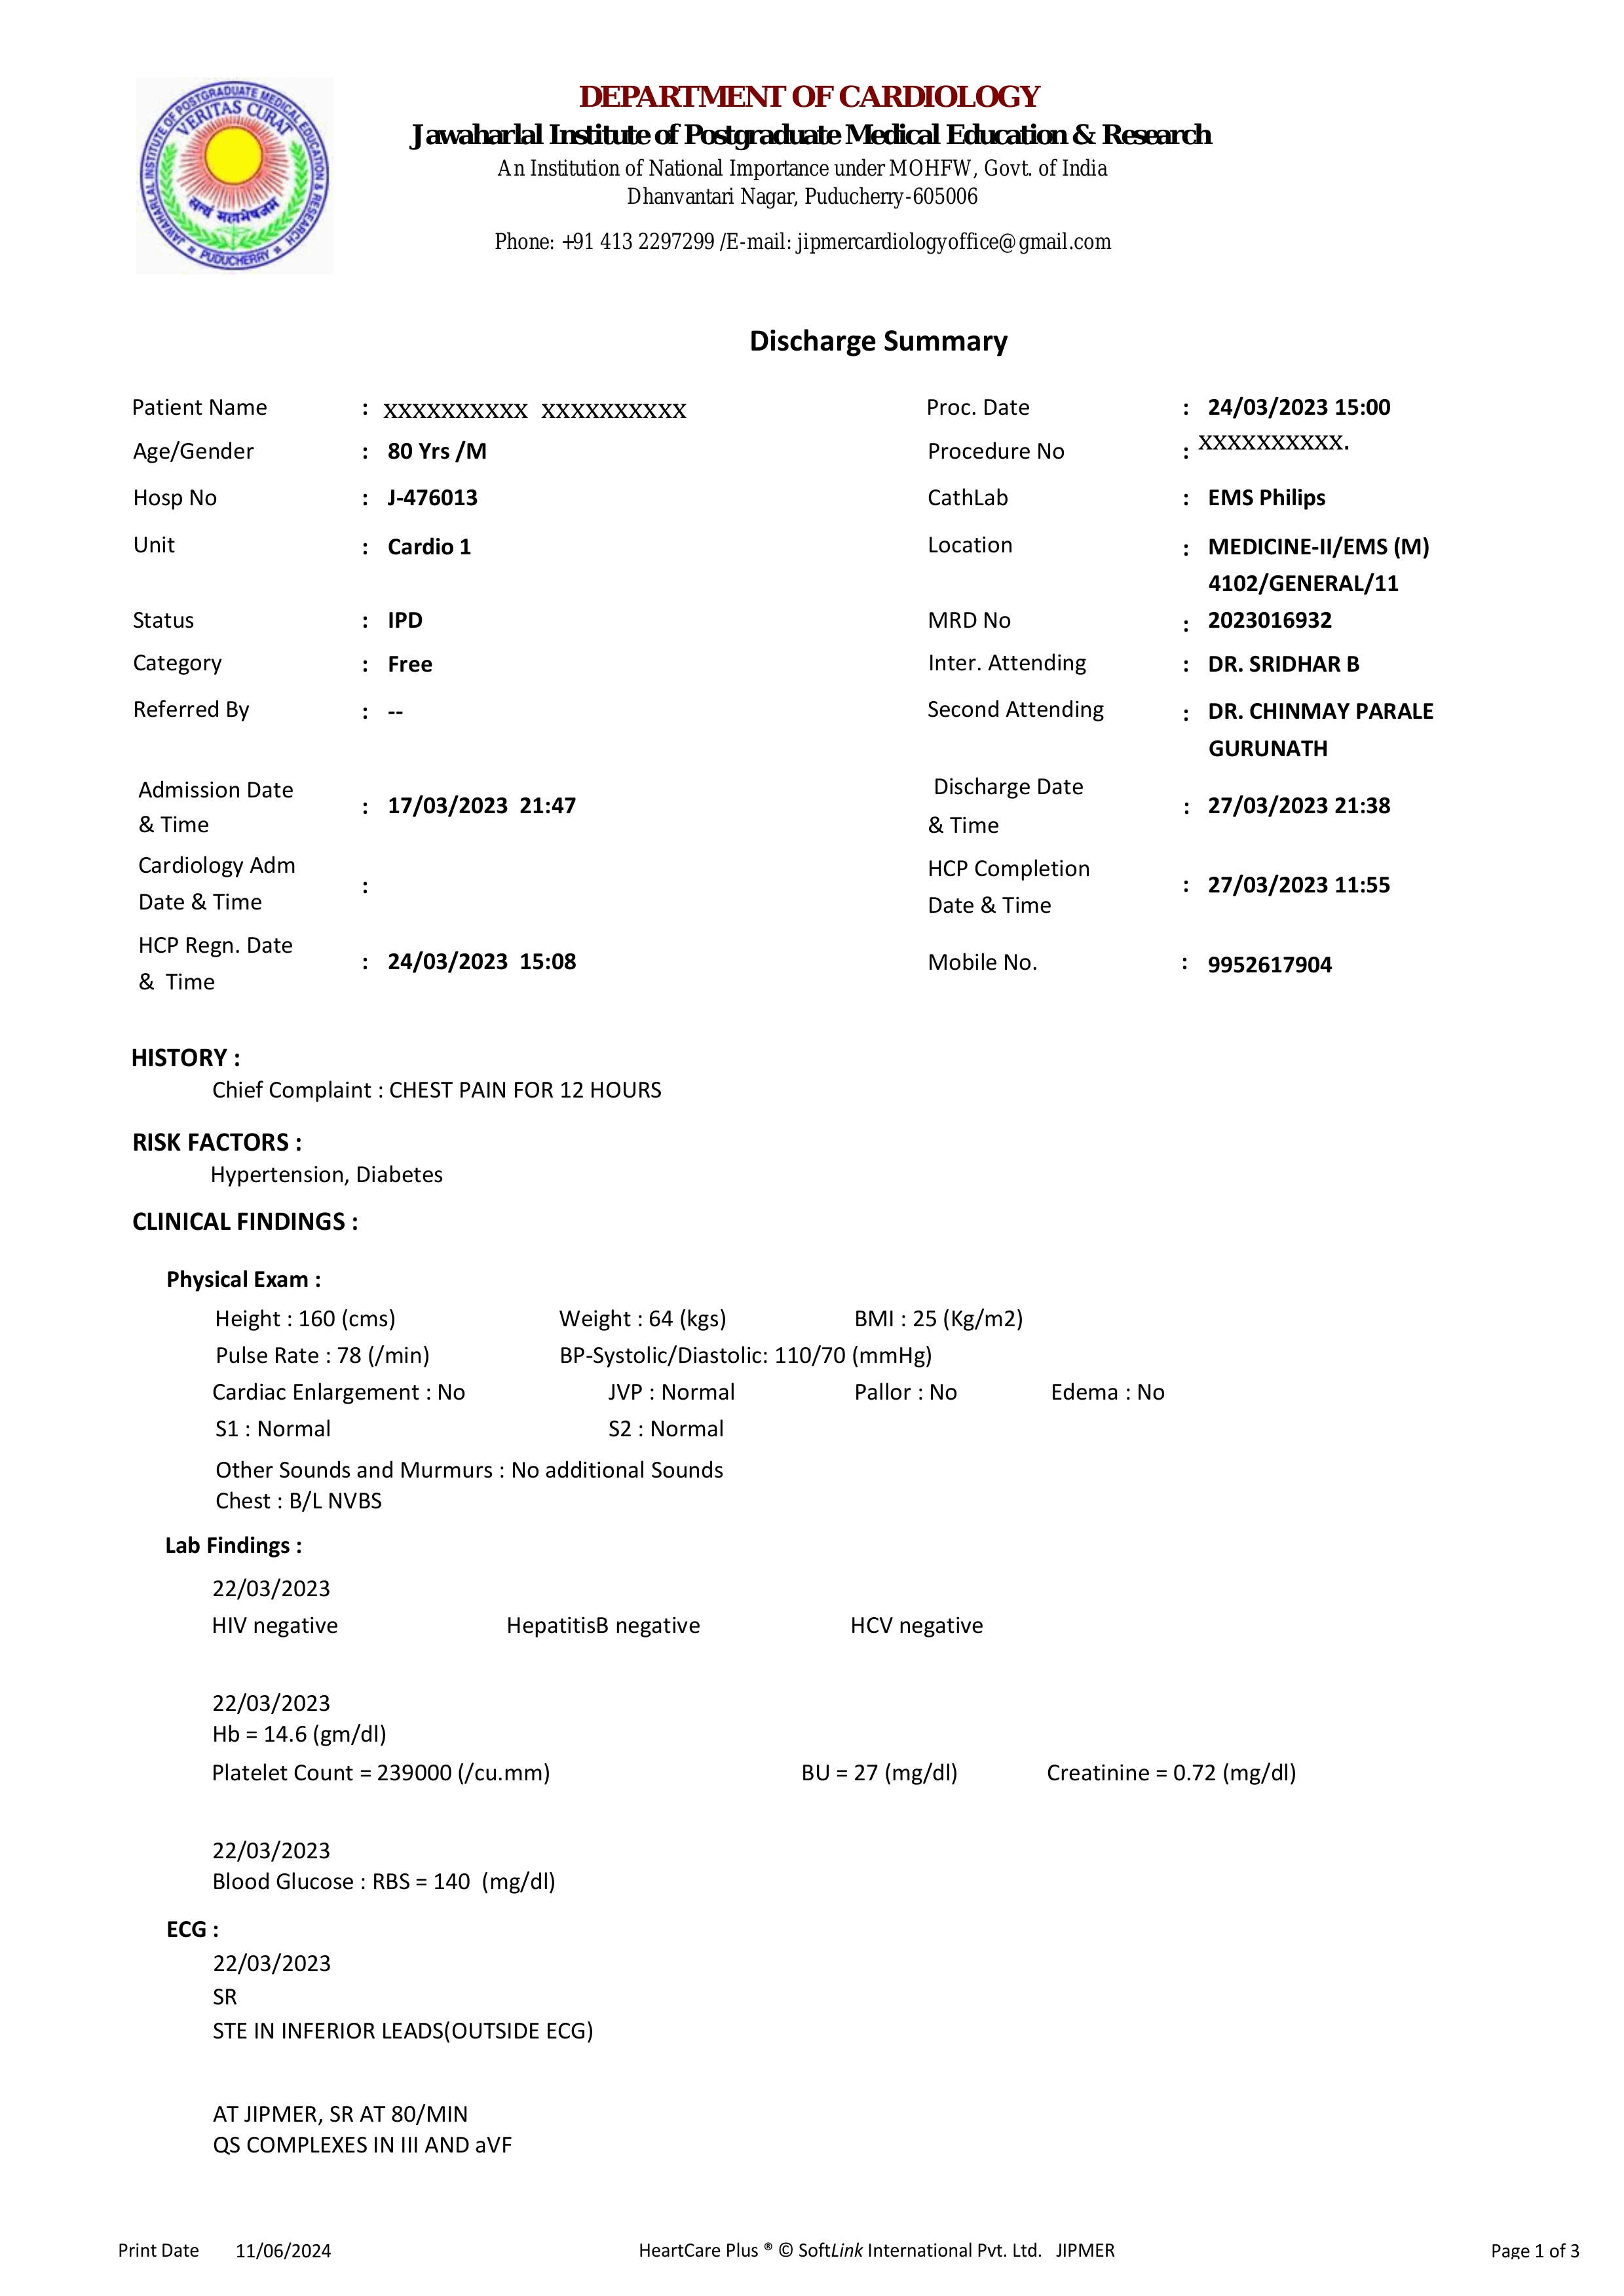 JAWAHARLAL INSTITUTE OF POSTGRADUATE MEDICAL EDUCATION & RESEARCH
VERITAS CURAT
सत्यं महाभेषजम्
PUDUCHERRY
DEPARTMENT OF CARDIOLOGY
Jawaharlal Institute of Postgraduate Medical Education & Research
An Institution of National Importance under MOHFW, Govt. of India
Dhanvantari Nagar, Puducherry-605006
Phone: +91 413 2297299 /E-mail: jipmercardiologyoffice@gmail.com
Discharge Summary
Patient Name : xxxxxxxxxx xxxxxxxxxx Proc. Date : 24/03/2023 15:00
Age/Gender : 80 Yrs /M Procedure No : xxxxxxxxxx.
Hosp No : J-476013 CathLab : EMS Philips
Unit : Cardio 1 Location : MEDICINE-II/EMS (M)
4102/GENERAL/11
Status : IPD MRD No : 2023016932
Category : Free Inter. Attending : DR. SRIDHAR B
Referred By : -- Second Attending : DR. CHINMAY PARALE
GURUNATH
Admission Date & Time : 17/03/2023 21:47 Discharge Date & Time : 27/03/2023 21:38
Cardiology Adm Date & Time : HCP Completion Date & Time : 27/03/2023 11:55
HCP Regn. Date & Time : 24/03/2023 15:08 Mobile No. : 9952617904
HISTORY :
Chief Complaint : CHEST PAIN FOR 12 HOURS
RISK FACTORS :
Hypertension, Diabetes
CLINICAL FINDINGS :
Physical Exam :
Height : 160 (cms) Weight : 64 (kgs) BMI : 25 (Kg/m2)
Pulse Rate : 78 (/min) BP-Systolic/Diastolic: 110/70 (mmHg)
Cardiac Enlargement : No JVP : Normal Pallor : No Edema : No
S1 : Normal S2 : Normal
Other Sounds and Murmurs : No additional Sounds
Chest : B/L NVBS
Lab Findings :
22/03/2023
HIV negative HepatitisB negative HCV negative
22/03/2023
Hb = 14.6 (gm/dl)
Platelet Count = 239000 (/cu.mm) BU = 27 (mg/dl) Creatinine = 0.72 (mg/dl)
22/03/2023
Blood Glucose : RBS = 140 (mg/dl)
ECG :
22/03/2023
SR
STE IN INFERIOR LEADS(OUTSIDE ECG)
AT JIPMER, SR AT 80/MIN
QS COMPLEXES IN III AND aVF
Print Date 11/06/2024 HeartCare Plus ® © SoftLink International Pvt. Ltd. JIPMER Page 1 of 3